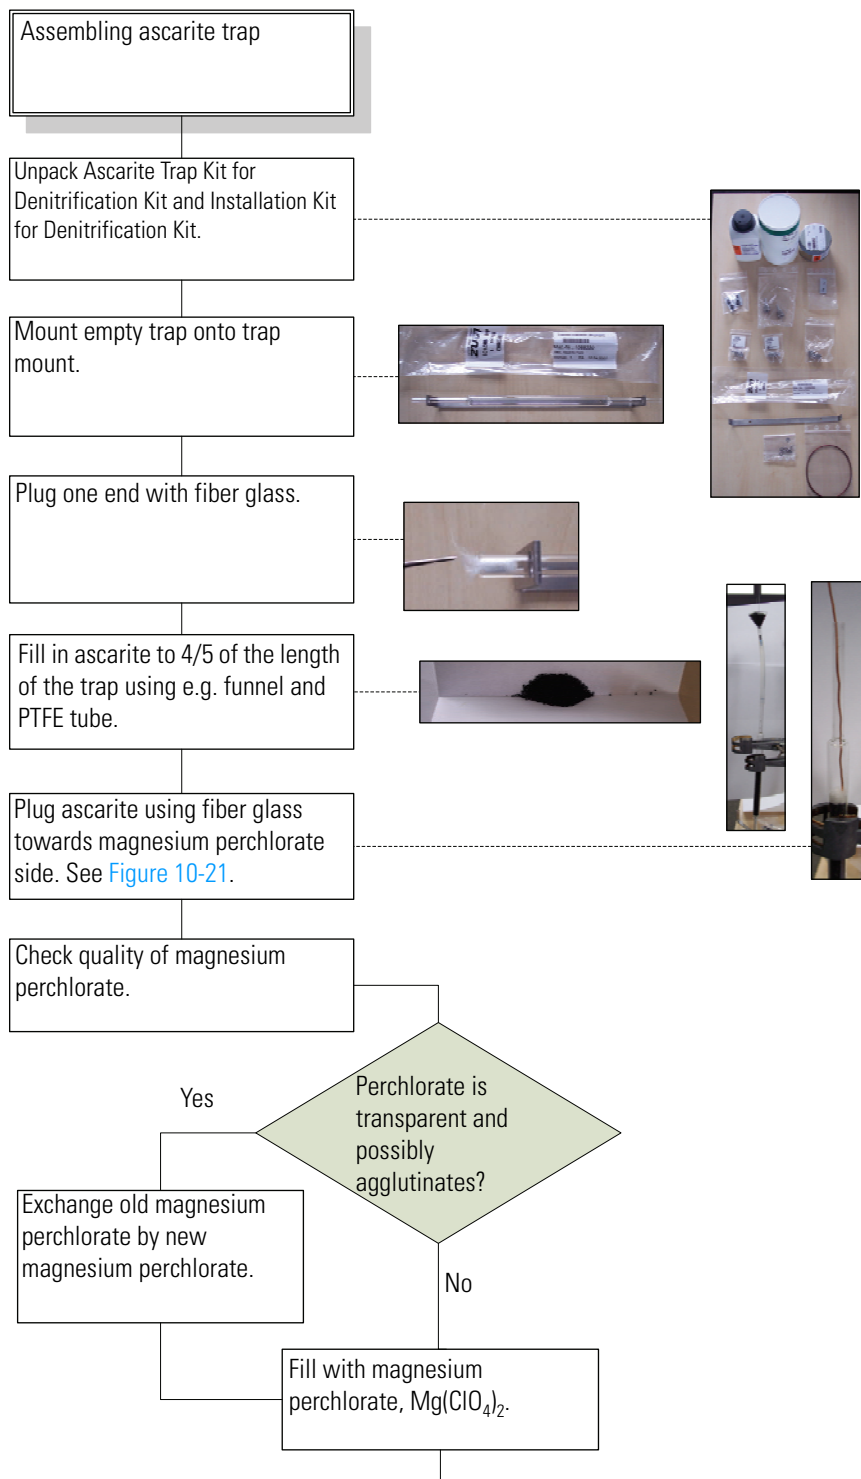 Assembling ascarite trap
Unpack Ascarite Trap Kit for
Denitrification Kit and Installation Kit
for Denitrification Kit.
Mount empty trap onto trap
mount.
Plug one end with fiber glass.
Fill in ascarite to 4/5 of the length
of the trap using e.g. funnel and
PTFE tube.
Plug ascarite using fiber glass
towards magnesium perchlorate
side. See Figure 10-21.
Check quality of magnesium
perchlorate.
Yes
Perchlorate is
transparent and
possibly
agglutinates?
Exchange old magnesium
perchlorate by new
magnesium perchlorate.
No
Fill with magnesium
perchlorate, Mg(ClO₄)₂.